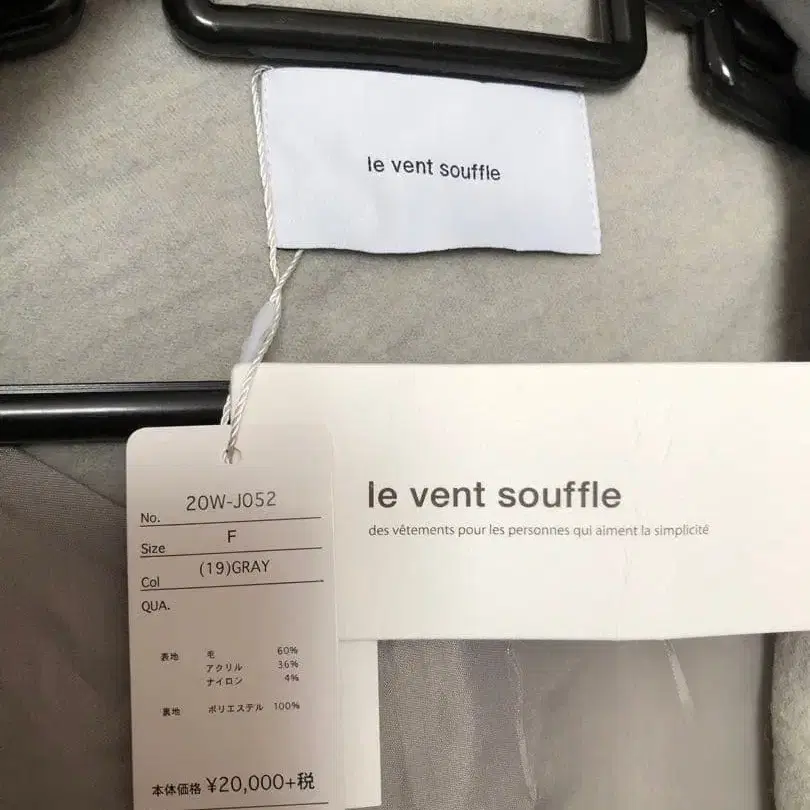 le vent souffle
le vent souffle
des vêtements pour les personnes qui aiment la simplicité
No. 20W-J052
Size F
Col (19)GRAY
QUA.
表地 毛 60%
アクリル 36%
ナイロン 4%
裏地 ポリエステル 100%
本体価格 ¥20,000+税